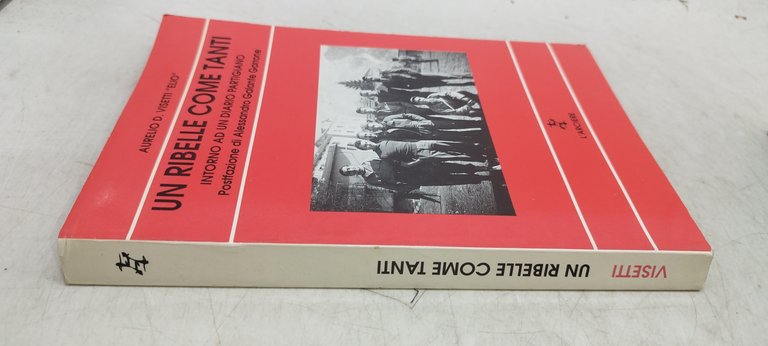 AURELIO D. VISETTI "ELIO"
UN RIBELLE COME TANTI
INTORNO AD UN DIARIO PARTIGIANO
Postfazione di Alessandro Galante Garrone
L'ARCIERE
VISETTI UN RIBELLE COME TANTI